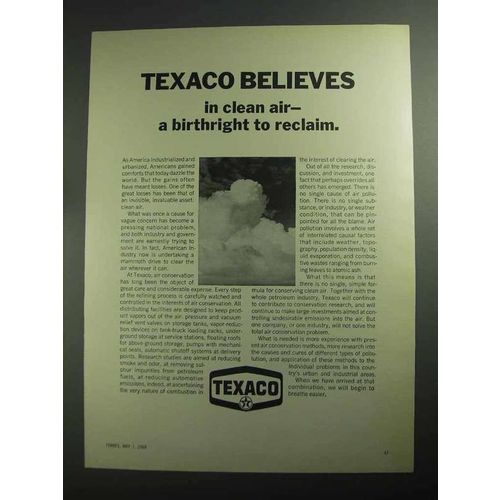 TEXACO BELIEVES
in clean air—
a birthright to reclaim.
As America industrialized and
urbanized, Americans gained
comforts that today dazzle the
world. But the gains often
have meant losses. One of the
great losses has been that of
an invisible, invaluable asset:
clean air.
What was once a cause for
vague concern has become a
pressing national problem,
and both industry and govern-
ment are earnestly trying to
solve it. In fact, American in-
dustry now is undertaking a
mammoth drive to clear the
air wherever it can.
At Texaco, air conservation
has long been the object of
great care and considerable expense. Every step
of the refining process is carefully watched and
controlled in the interests of air conservation. All
distributing facilities are designed to keep prod-
uct vapors out of the air: pressure and vacuum
relief vent valves on storage tanks, vapor reduc-
tion devices on tank-truck loading racks, under-
ground storage at service stations, floating roofs
for above-ground storage, pumps with mechani-
cal seals, automatic shutoff systems at delivery
points. Research studies are aimed at reducing
smoke and odor, at removing sul-
phur impurities from petroleum
fuels, at reducing automotive
emissions, indeed, at ascertaining
the very nature of combustion in
the interest of clearing the air.
Out of all the research, dis-
cussion, and investment, one
fact that perhaps overrides all
others has emerged. There is
no single cause of air pollu-
tion. There is no single sub-
stance, or industry, or weather
condition, that can be pin-
pointed for all the blame. Air
pollution involves a whole set
of interrelated causal factors
that include weather, topog-
raphy, population density, liq-
uid evaporation, and combus-
tive wastes ranging from burn-
ing leaves to atomic ash.
What this means is that
there is no single, simple for-
mula for conserving clean air. Together with the
whole petroleum industry, Texaco will continue
to contribute to conservation research, and will
continue to make large investments aimed at con-
trolling undesirable emissions into the air. But
one company, or one industry, will not solve the
total air conservation problem.
What is needed is more experience with pres-
ent air conservation methods, more research into
the causes and cures of different types of pollu-
tion, and application of these methods to the
individual problems in this coun-
try's urban and industrial areas.
When we have arrived at that
combination, we will begin to
breathe easier.
TEXACO
T
FORBES, MAY 1, 1968
47